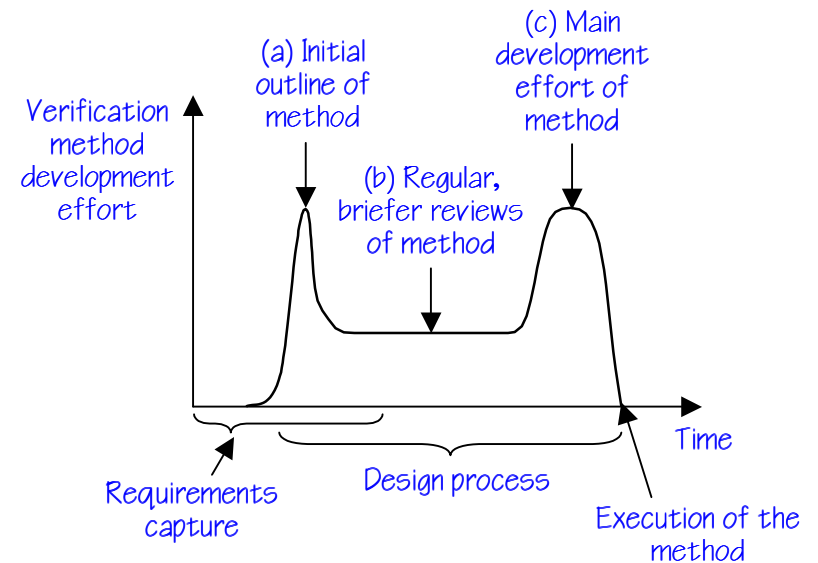 (c) Main
development
effort of
method
(a) Initial
outline of
method
Verification
method
development
effort
(b) Regular,
briefer reviews
of method
Time
Requirements
capture
Design process
Execution of the
method